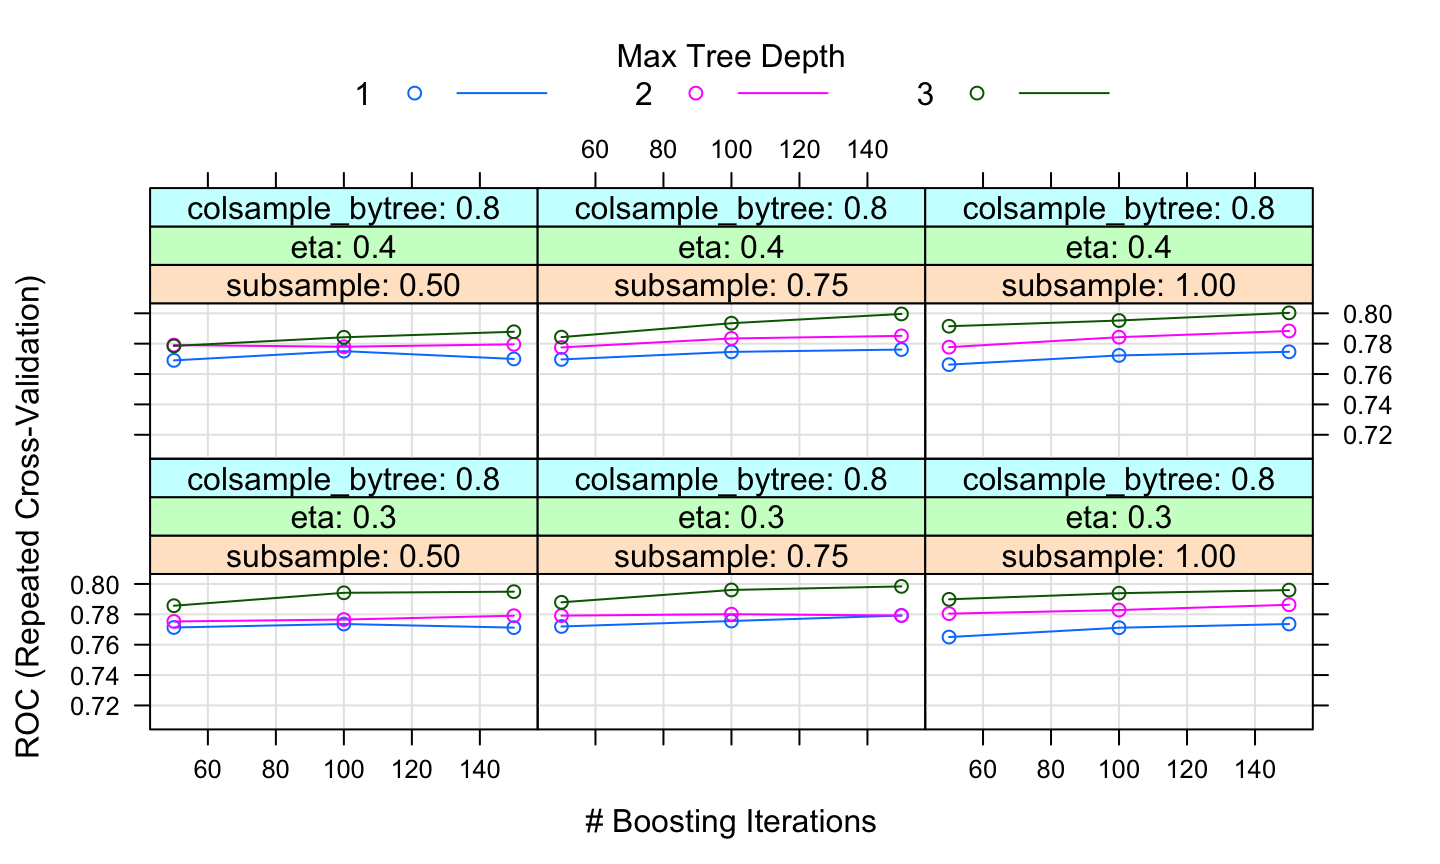 Max Tree Depth
1 2 3
60 80 100 120 140
colsample_bytree: 0.8 colsample_bytree: 0.8 colsample_bytree: 0.8
eta: 0.4 eta: 0.4 eta: 0.4
subsample: 0.50 subsample: 0.75 subsample: 1.00
0.80
0.78
0.76
0.74
0.72
colsample_bytree: 0.8 colsample_bytree: 0.8 colsample_bytree: 0.8
eta: 0.3 eta: 0.3 eta: 0.3
subsample: 0.50 subsample: 0.75 subsample: 1.00
0.80
0.78
0.76
0.74
0.72
60 80 100 120 140 60 80 100 120 140
# Boosting Iterations
ROC (Repeated Cross-Validation)